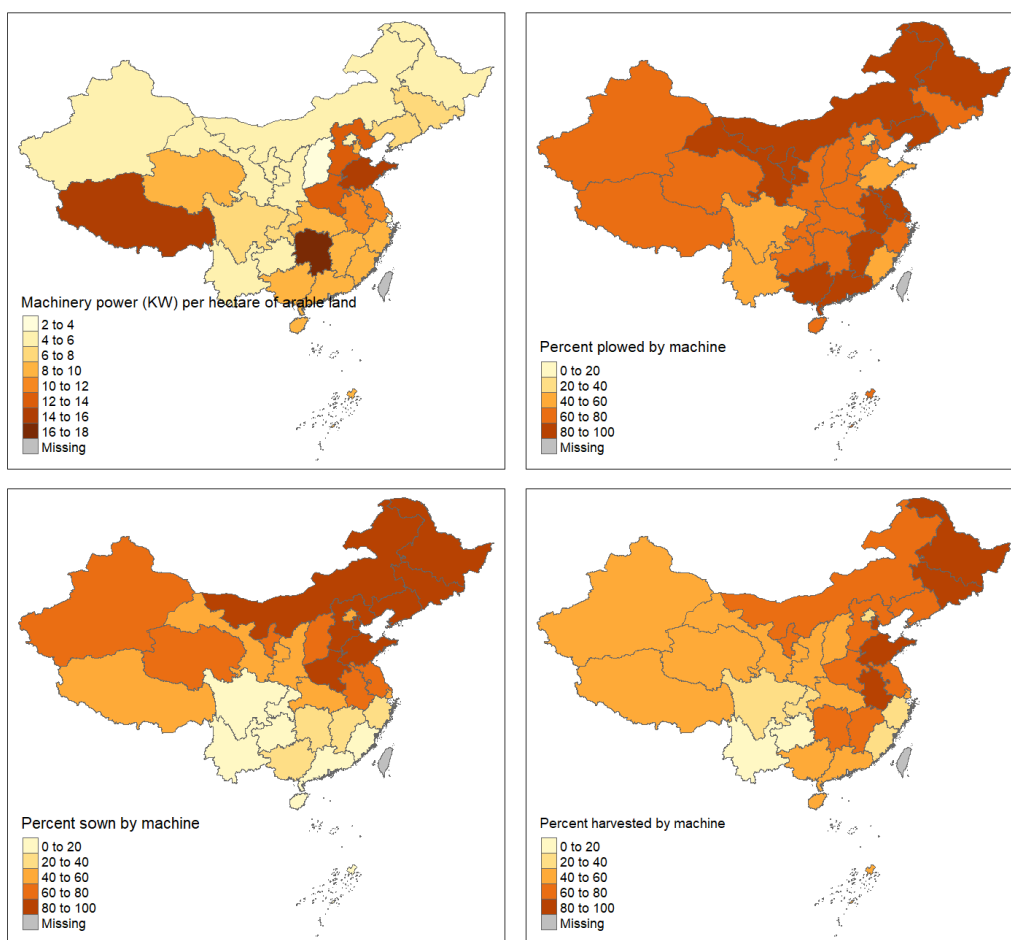 Machinery power (KW) per hectare of arable land
2 to 4
4 to 6
6 to 8
8 to 10
10 to 12
12 to 14
14 to 16
16 to 18
Missing
Percent plowed by machine
0 to 20
20 to 40
40 to 60
60 to 80
80 to 100
Missing
Percent sown by machine
0 to 20
20 to 40
40 to 60
60 to 80
80 to 100
Missing
Percent harvested by machine
0 to 20
20 to 40
40 to 60
60 to 80
80 to 100
Missing